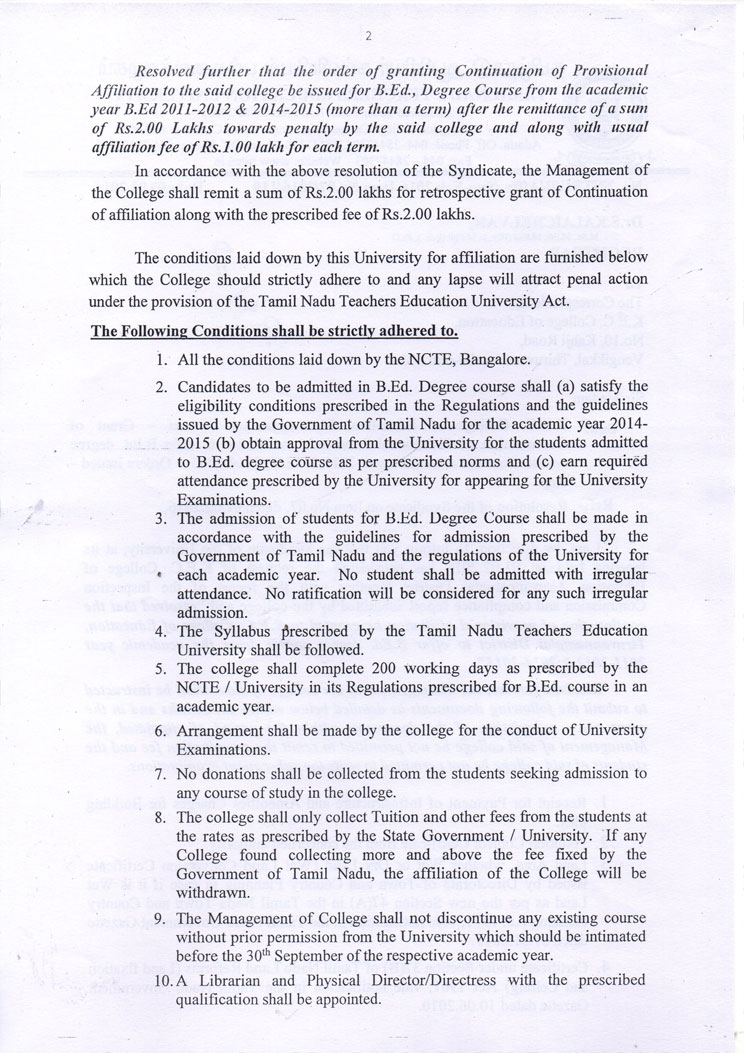 2
Resolved further that the order of granting Continuation of Provisional
Affiliation to the said college be issued for B.Ed., Degree Course from the academic
year B.Ed 2011-2012 & 2014-2015 (more than a term) after the remittance of a sum
of Rs.2.00 Lakhs towards penalty by the said college and along with usual
affiliation fee of Rs.1.00 lakh for each term.
In accordance with the above resolution of the Syndicate, the Management of
the College shall remit a sum of Rs.2.00 lakhs for retrospective grant of Continuation
of affiliation along with the prescribed fee of Rs.2.00 lakhs.
The conditions laid down by this University for affiliation are furnished below
which the College should strictly adhere to and any lapse will attract penal action
under the provision of the Tamil Nadu Teachers Education University Act.
The Following Conditions shall be strictly adhered to.
1. All the conditions laid down by the NCTE, Bangalore.
2. Candidates to be admitted in B.Ed. Degree course shall (a) satisfy the
eligibility conditions prescribed in the Regulations and the guidelines
issued by the Government of Tamil Nadu for the academic year 2014-
2015 (b) obtain approval from the University for the students admitted
to B.Ed. degree course as per prescribed norms and (c) earn required
attendance prescribed by the University for appearing for the University
Examinations.
3. The admission of students for B.Ed. Degree Course shall be made in
accordance with the guidelines for admission prescribed by the
Government of Tamil Nadu and the regulations of the University for
each academic year. No student shall be admitted with irregular
attendance. No ratification will be considered for any such irregular
admission.
4. The Syllabus prescribed by the Tamil Nadu Teachers Education
University shall be followed.
5. The college shall complete 200 working days as prescribed by the
NCTE / University in its Regulations prescribed for B.Ed. course in an
academic year.
6. Arrangement shall be made by the college for the conduct of University
Examinations.
7. No donations shall be collected from the students seeking admission to
any course of study in the college.
8. The college shall only collect Tuition and other fees from the students at
the rates as prescribed by the State Government / University. If any
College found collecting more and above the fee fixed by the
Government of Tamil Nadu, the affiliation of the College will be
withdrawn.
9. The Management of College shall not discontinue any existing course
without prior permission from the University which should be intimated
before the 30th September of the respective academic year.
10. A Librarian and Physical Director/Directress with the prescribed
qualification shall be appointed.